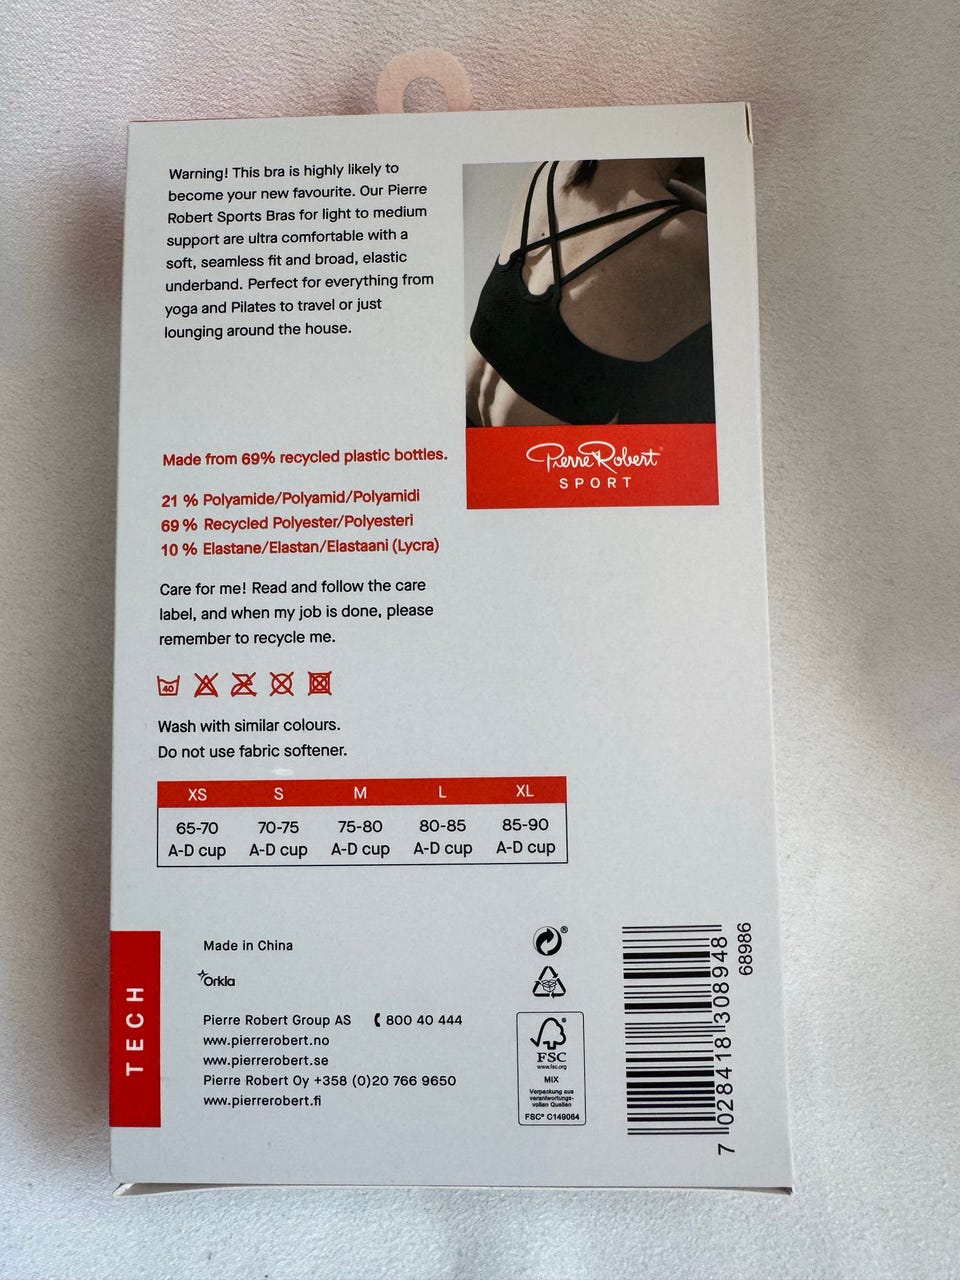 Warning! This bra is highly likely to
become your new favourite. Our Pierre
Robert Sports Bras for light to medium
support are ultra comfortable with a
soft, seamless fit and broad, elastic
underband. Perfect for everything from
yoga and Pilates to travel or just
lounging around the house.
Pierre Robert®
SPORT
Made from 69% recycled plastic bottles.
21 % Polyamide/Polyamid/Polyamidi
69 % Recycled Polyester/Polyesteri
10 % Elastane/Elastan/Elastaani (Lycra)
Care for me! Read and follow the care
label, and when my job is done, please
remember to recycle me.
40
Wash with similar colours.
Do not use fabric softener.
XS S M L XL
65-70 70-75 75-80 80-85 85-90
A-D cup A-D cup A-D cup A-D cup A-D cup
TECH
Made in China
Orkla
Pierre Robert Group AS 800 40 444
www.pierrerobert.no
www.pierrerobert.se
Pierre Robert Oy +358 (0)20 766 9650
www.pierrerobert.fi
®
®
FSC
www.fsc.org
MIX
Verpackung aus
verantwortungs-
vollen Quellen
FSC® C149064
7 028418 308948
68986